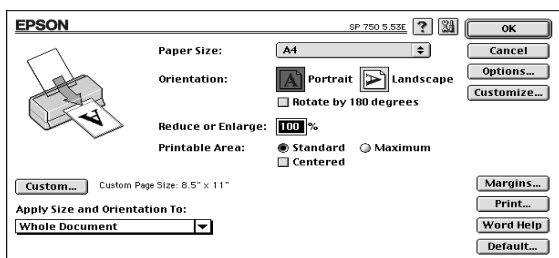 EPSON
SP 750 5.53E
?
OK
Paper Size:
A4
Cancel
Orientation:
A
Portrait
A
Landscape
Options...
Rotate by 180 degrees
Customize...
A
Reduce or Enlarge:
100 %
Printable Area:
Standard
Maximum
Centered
Custom...
Custom Page Size: 8.5" x 11"
Margins...
Apply Size and Orientation To:
Print...
Whole Document
Word Help
Default...